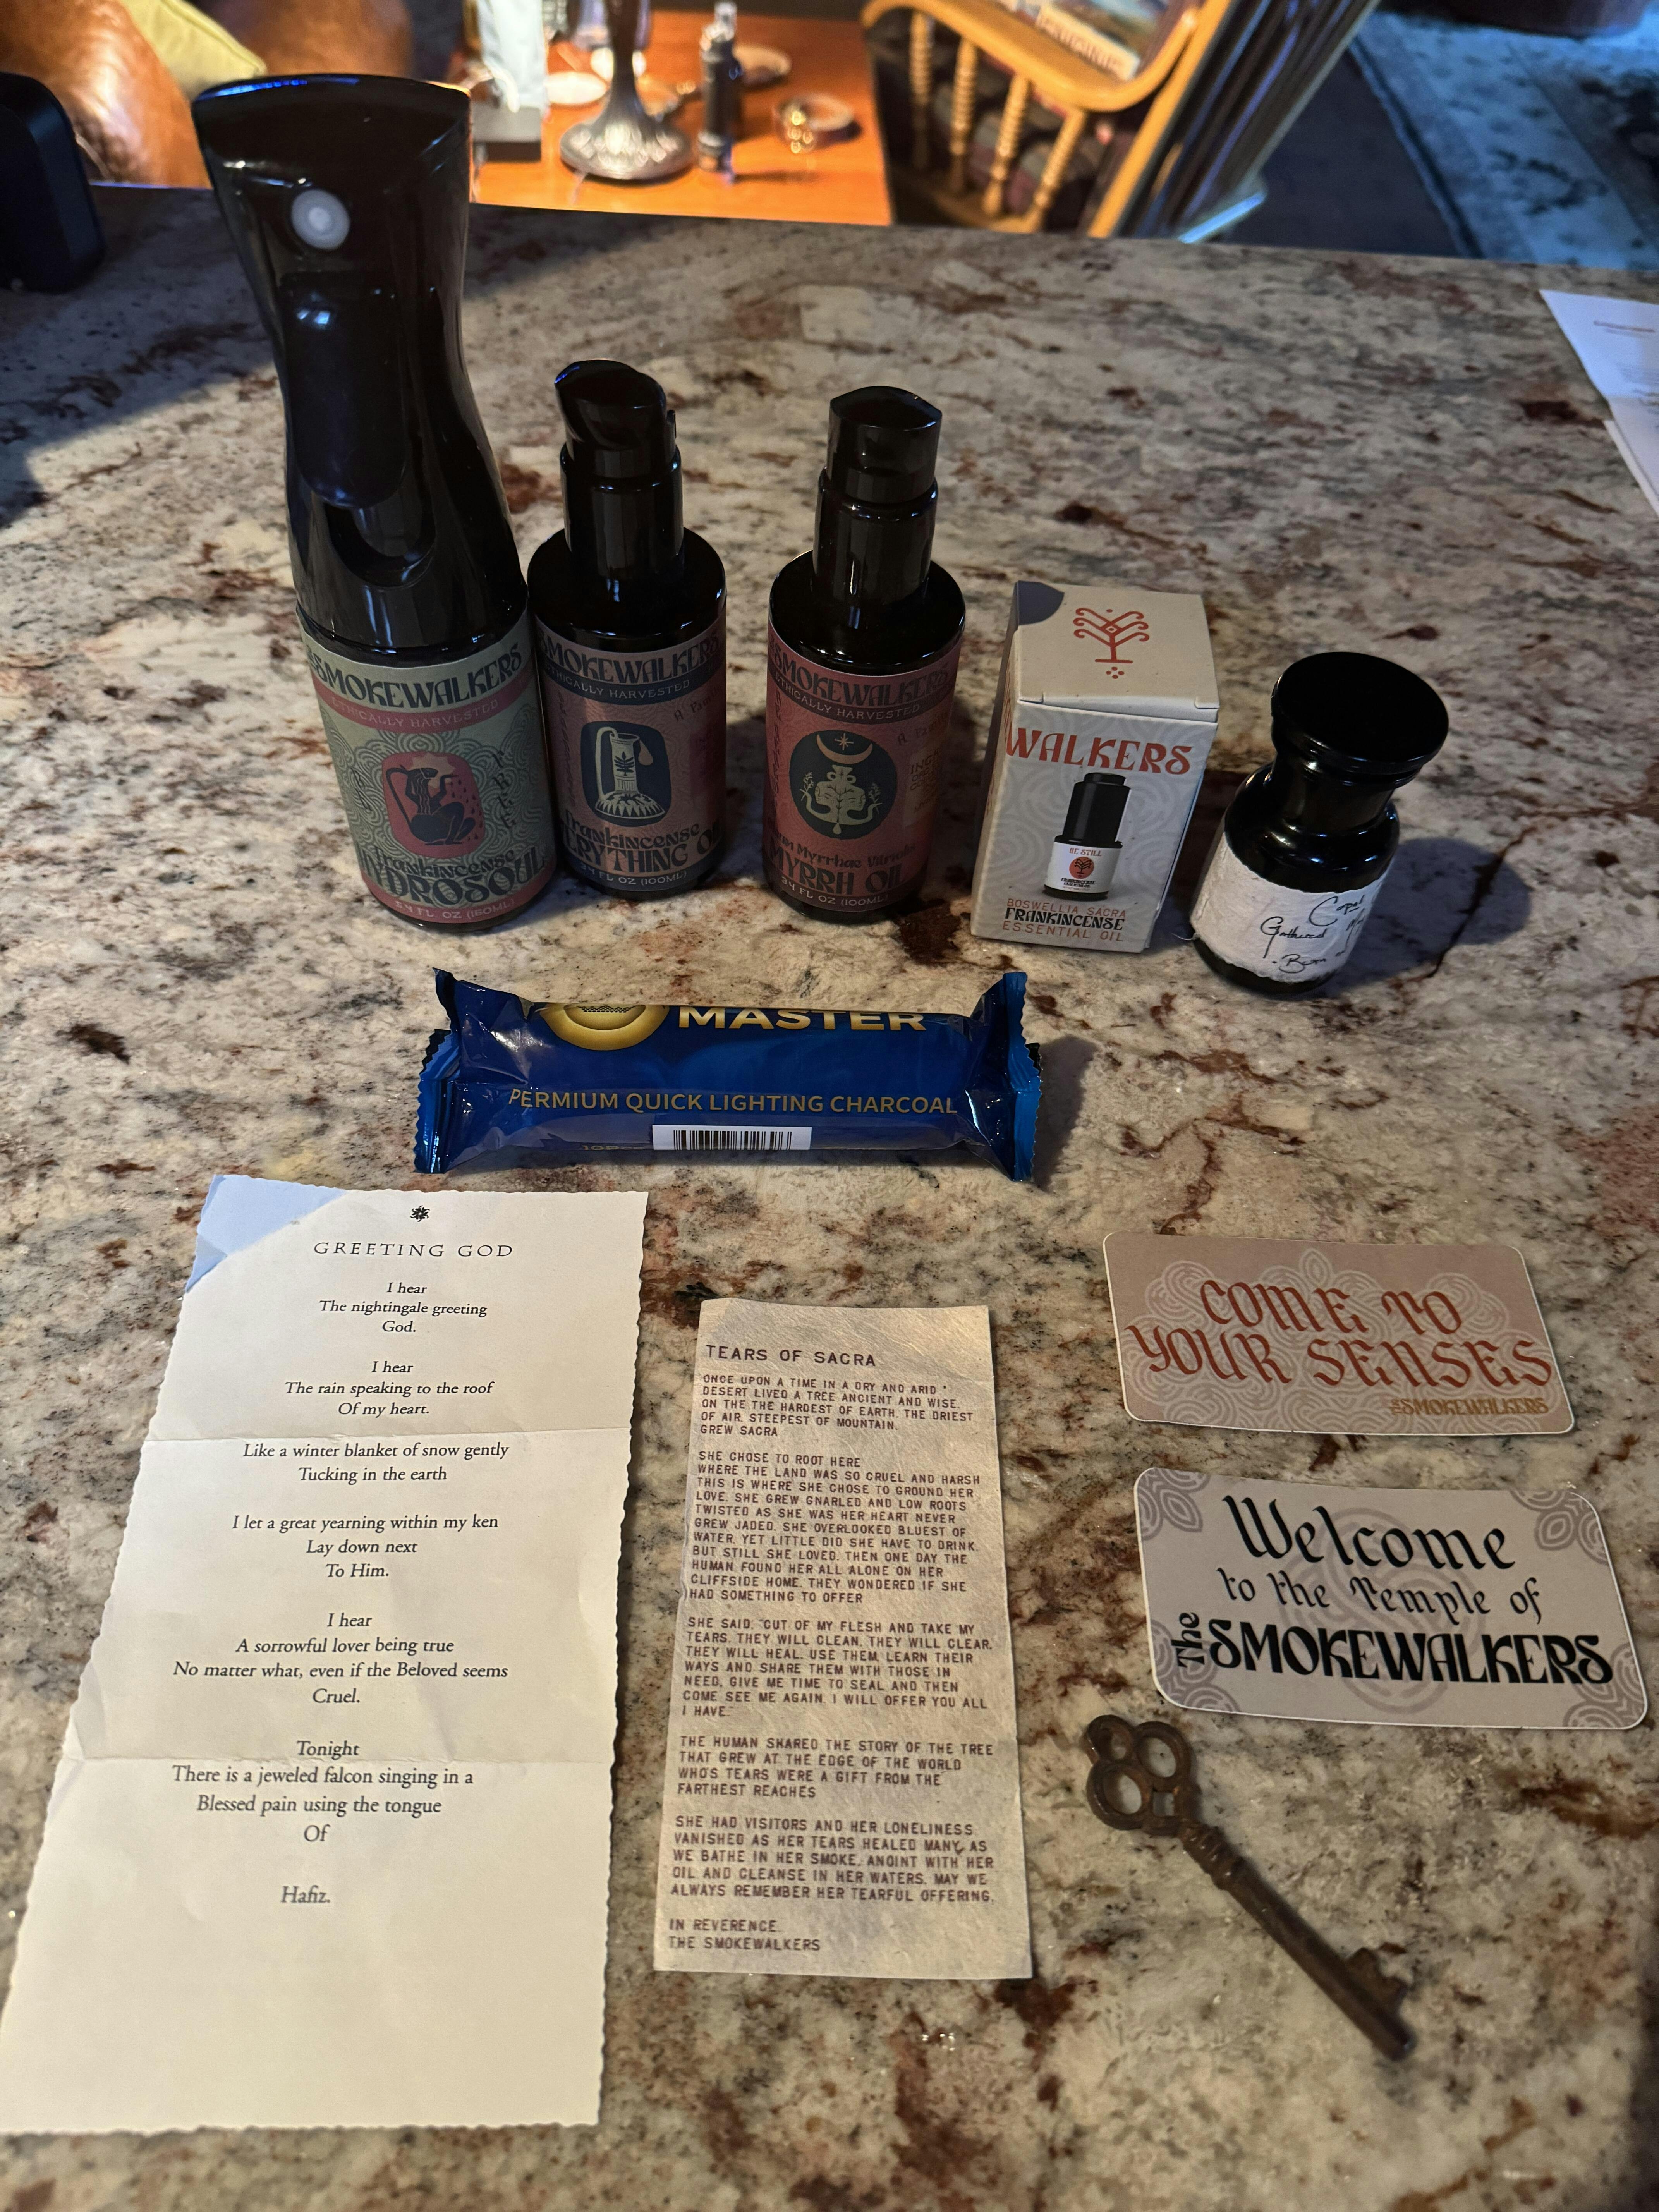 SMOKEWALKERS
ETHICALLY HARVESTED
Frankincense
HYDROSOUL
5.4 FL OZ (160ML)
SMOKEWALKERS
ETHICALLY HARVESTED
Frankincense
ERYTHING O
3.4 FL OZ (100ML)
SMOKEWALKERS
ETHICALLY HARVESTED
Myrrhae
MYRRH OIL
3.4 FL OZ (100ML)
WALKERS
BE STILL
FRANKINCENSE
BOSWELLIA SACRA
FRANKINCENSE
ESSENTIAL OIL
Gathered
MASTER
PERMIUM QUICK LIGHTING CHARCOAL
GREETING GOD
I hear
The nightingale greeting
God.
I hear
The rain speaking to the roof
Of my heart.
Like a winter blanket of snow gently
Tucking in the earth
I let a great yearning within my ken
Lay down next
To Him.
I hear
A sorrowful lover being true
No matter what, even if the Beloved seems
Cruel.
Tonight
There is a jeweled falcon singing in a
Blessed pain using the tongue
Of
Hafiz.
TEARS OF SACRA
ONCE UPON A TIME IN A DRY AND ARID
DESERT LIVED A TREE ANCIENT AND WISE.
ON THE THE HARDEST OF EARTH, THE DRIEST
OF AIR, STEEPEST OF MOUNTAIN,
GREW SACRA
SHE CHOSE TO ROOT HERE
WHERE THE LAND WAS SO CRUEL AND HARSH
THIS IS WHERE SHE CHOSE TO GROUND HER
LOVE. SHE GREW GNARLED AND LOW ROOTS
TWISTED AS SHE WAS HER HEART NEVER
GREW JADED. SHE OVERLOOKED BLUEST OF
WATER, YET LITTLE DID SHE HAVE TO DRINK.
BUT STILL SHE LOVED. THEN ONE DAY THE
HUMAN FOUND HER ALL ALONE ON HER
CLIFFSIDE HOME. THEY WONDERED IF SHE
HAD SOMETHING TO OFFER
SHE SAID: "CUT OF MY FLESH AND TAKE MY
TEARS. THEY WILL CLEAN, THEY WILL CLEAR,
THEY WILL HEAL. USE THEM, LEARN THEIR
WAYS AND SHARE THEM WITH THOSE IN
NEED, GIVE ME TIME TO SEAL AND THEN
COME SEE ME AGAIN. I WILL OFFER YOU ALL
I HAVE."
THE HUMAN SHARED THE STORY OF THE TREE
THAT GREW AT THE EDGE OF THE WORLD
WHO'S TEARS WERE A GIFT FROM THE
FARTHEST REACHES
SHE HAD VISITORS AND HER LONELINESS
VANISHED AS HER TEARS HEALED MANY, AS
WE BATHE IN HER SMOKE, ANOINT WITH HER
OIL AND CLEANSE IN HER WATERS, MAY WE
ALWAYS REMEMBER HER TEARFUL OFFERING.
IN REVERENCE
THE SMOKEWALKERS
COME TO
YOUR SENSES
THE SMOKEWALKERS
Welcome
to the Temple of
The SMOKEWALKERS